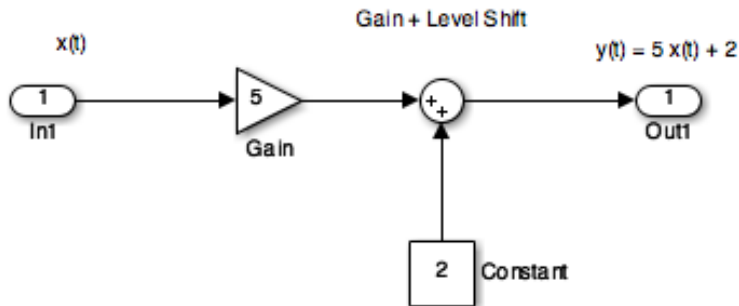 Gain + Level Shift
x(t)
y(t) = 5 x(t) + 2
1
5
+
+
1
In1
Gain
Out1
2
Constant